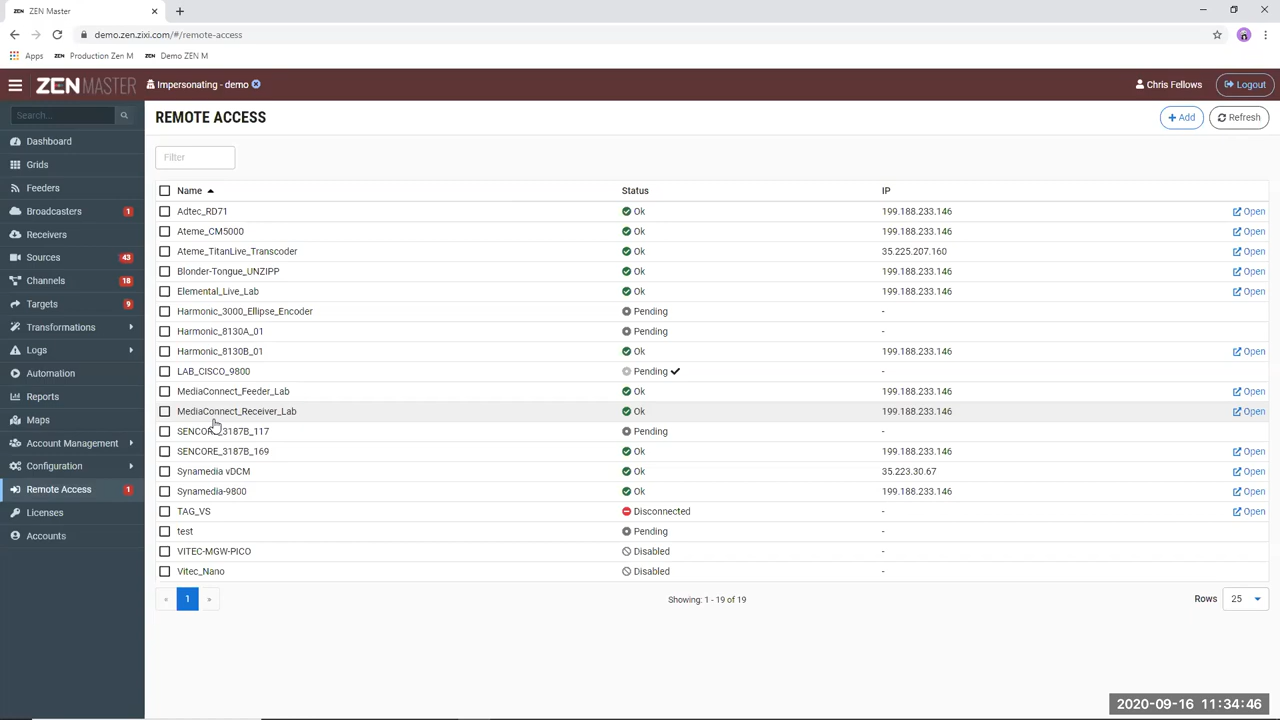 ZEN ZEN Master
demo.zen.zixi.com/#/remote-access
Apps ZEN Production Zen M ZEN Demo ZEN M
ZENMASTER Impersonating - demo Chris Fellows Logout
Search...
Dashboard
Grids
Feeders
Broadcasters 1
Receivers
Sources 43
Channels 18
Targets 9
Transformations
Logs
Automation
Reports
Maps
Account Management
Configuration
Remote Access 1
Licenses
Accounts
REMOTE ACCESS + Add Refresh
Filter
Name Status IP
Adtec_RD71 Ok 199.188.233.146 Open
Ateme_CM5000 Ok 199.188.233.146 Open
Ateme_TitanLive_Transcoder Ok 35.225.207.160 Open
Blonder-Tongue_UNZIPP Ok 199.188.233.146 Open
Elemental_Live_Lab Ok 199.188.233.146 Open
Harmonic_3000_Ellipse_Encoder Pending -
Harmonic_8130A_01 Pending -
Harmonic_8130B_01 Ok 199.188.233.146 Open
LAB_CISCO_9800 Pending -
MediaConnect_Feeder_Lab Ok 199.188.233.146 Open
MediaConnect_Receiver_Lab Ok 199.188.233.146 Open
SENCORE_3187B_117 Pending -
SENCORE_3187B_169 Ok 199.188.233.146 Open
Synamedia vDCM Ok 35.223.30.67 Open
Synamedia-9800 Ok 199.188.233.146 Open
TAG_VS Disconnected - Open
test Pending -
VITEC-MGW-PICO Disabled -
Vitec_Nano Disabled -
« 1 » Showing: 1 - 19 of 19 Rows 25
2020-09-16 11:34:46